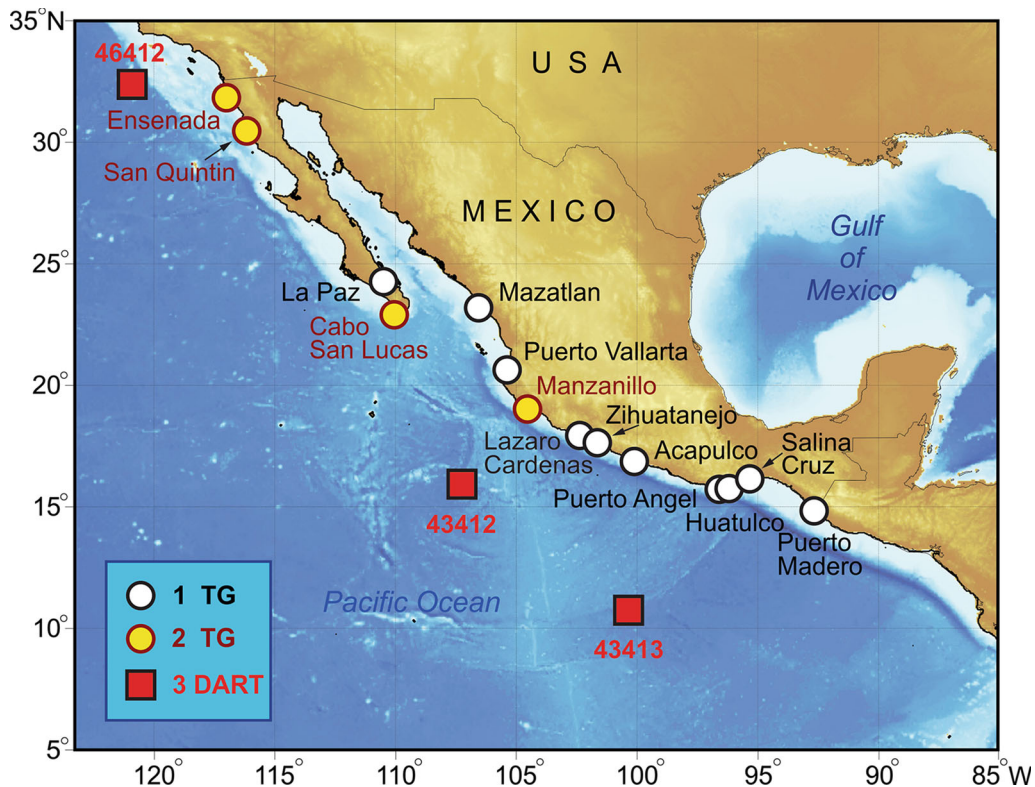 35°N
46412
USA
30°
Ensenada
San Quintin
MEXICO
Gulf
of
Mexico
25°
La Paz
Mazatlan
Cabo
San Lucas
Puerto Vallarta
20°
Manzanillo
Zihuatanejo
Lazaro
Cardenas
Acapulco
Salina
Cruz
15°
43412
Puerto Angel
Huatulco
Puerto
Madero
1 TG
2 TG
3 DART
Pacific Ocean
10°
43413
5°
120°
115°
110°
105°
100°
95°
90°
85°W